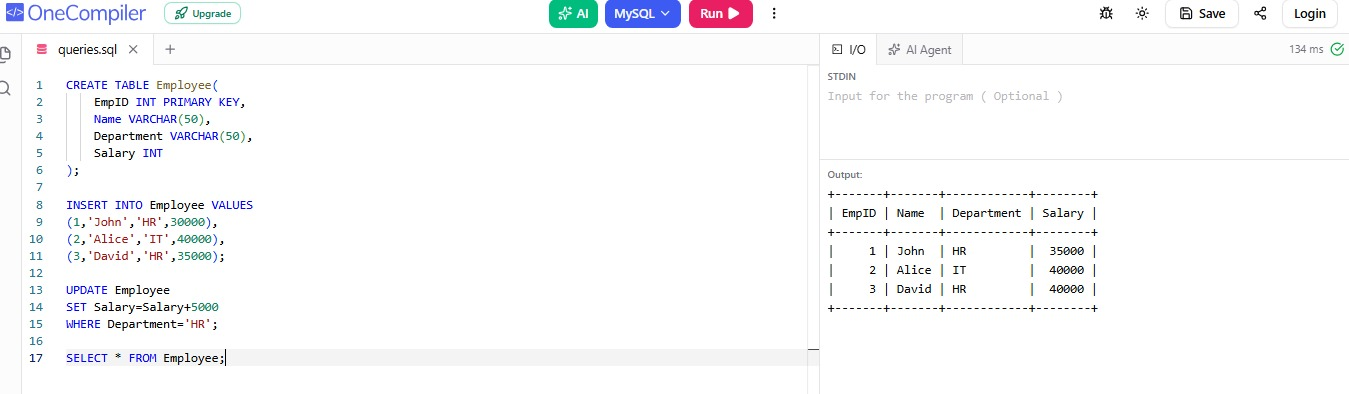 </> OneCompiler
Upgrade
AI
MySQL
Run
Save
Login
queries.sql
I/O
AI Agent
134 ms
1 CREATE TABLE Employee(
2     EmpID INT PRIMARY KEY,
3     Name VARCHAR(50),
4     Department VARCHAR(50),
5     Salary INT
6 );
7
8 INSERT INTO Employee VALUES
9 (1,'John','HR',30000),
10 (2,'Alice','IT',40000),
11 (3,'David','HR',35000);
12
13 UPDATE Employee
14 SET Salary=Salary+5000
15 WHERE Department='HR';
16
17 SELECT * FROM Employee;
STDIN
Input for the program ( Optional )
Output:
+-------+-------+------------+--------+
| EmpID | Name  | Department | Salary |
+-------+-------+------------+--------+
|     1 | John  | HR         |  35000 |
|     2 | Alice | IT         |  40000 |
|     3 | David | HR         |  40000 |
+-------+-------+------------+--------+